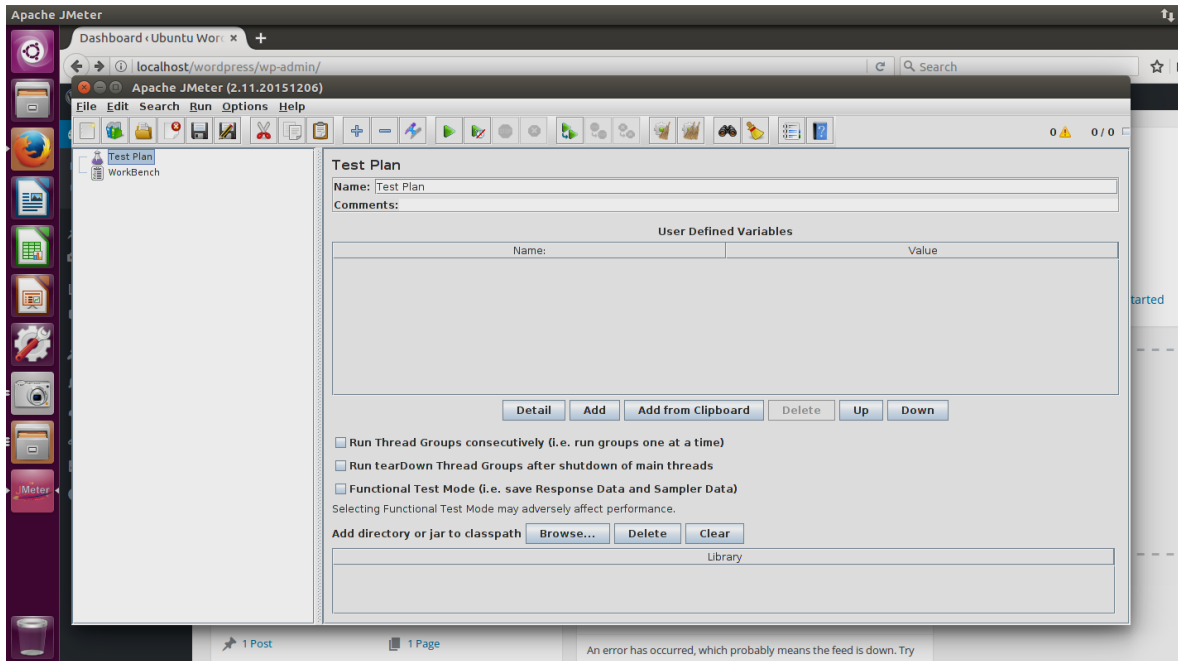 Apache JMeter
Dashboard ‹ Ubuntu Wor
localhost/wordpress/wp-admin/
Search
Apache JMeter (2.11.20151206)
File Edit Search Run Options Help
0 0 / 0
Test Plan
WorkBench
Test Plan
Name: Test Plan
Comments:
User Defined Variables
Name: Value
Detail Add Add from Clipboard Delete Up Down
tarted
Run Thread Groups consecutively (i.e. run groups one at a time)
Run tearDown Thread Groups after shutdown of main threads
Functional Test Mode (i.e. save Response Data and Sampler Data)
Selecting Functional Test Mode may adversely affect performance.
JMeter
Add directory or jar to classpath Browse... Delete Clear
Library
1 Post 1 Page
An error has occurred, which probably means the feed is down. Try